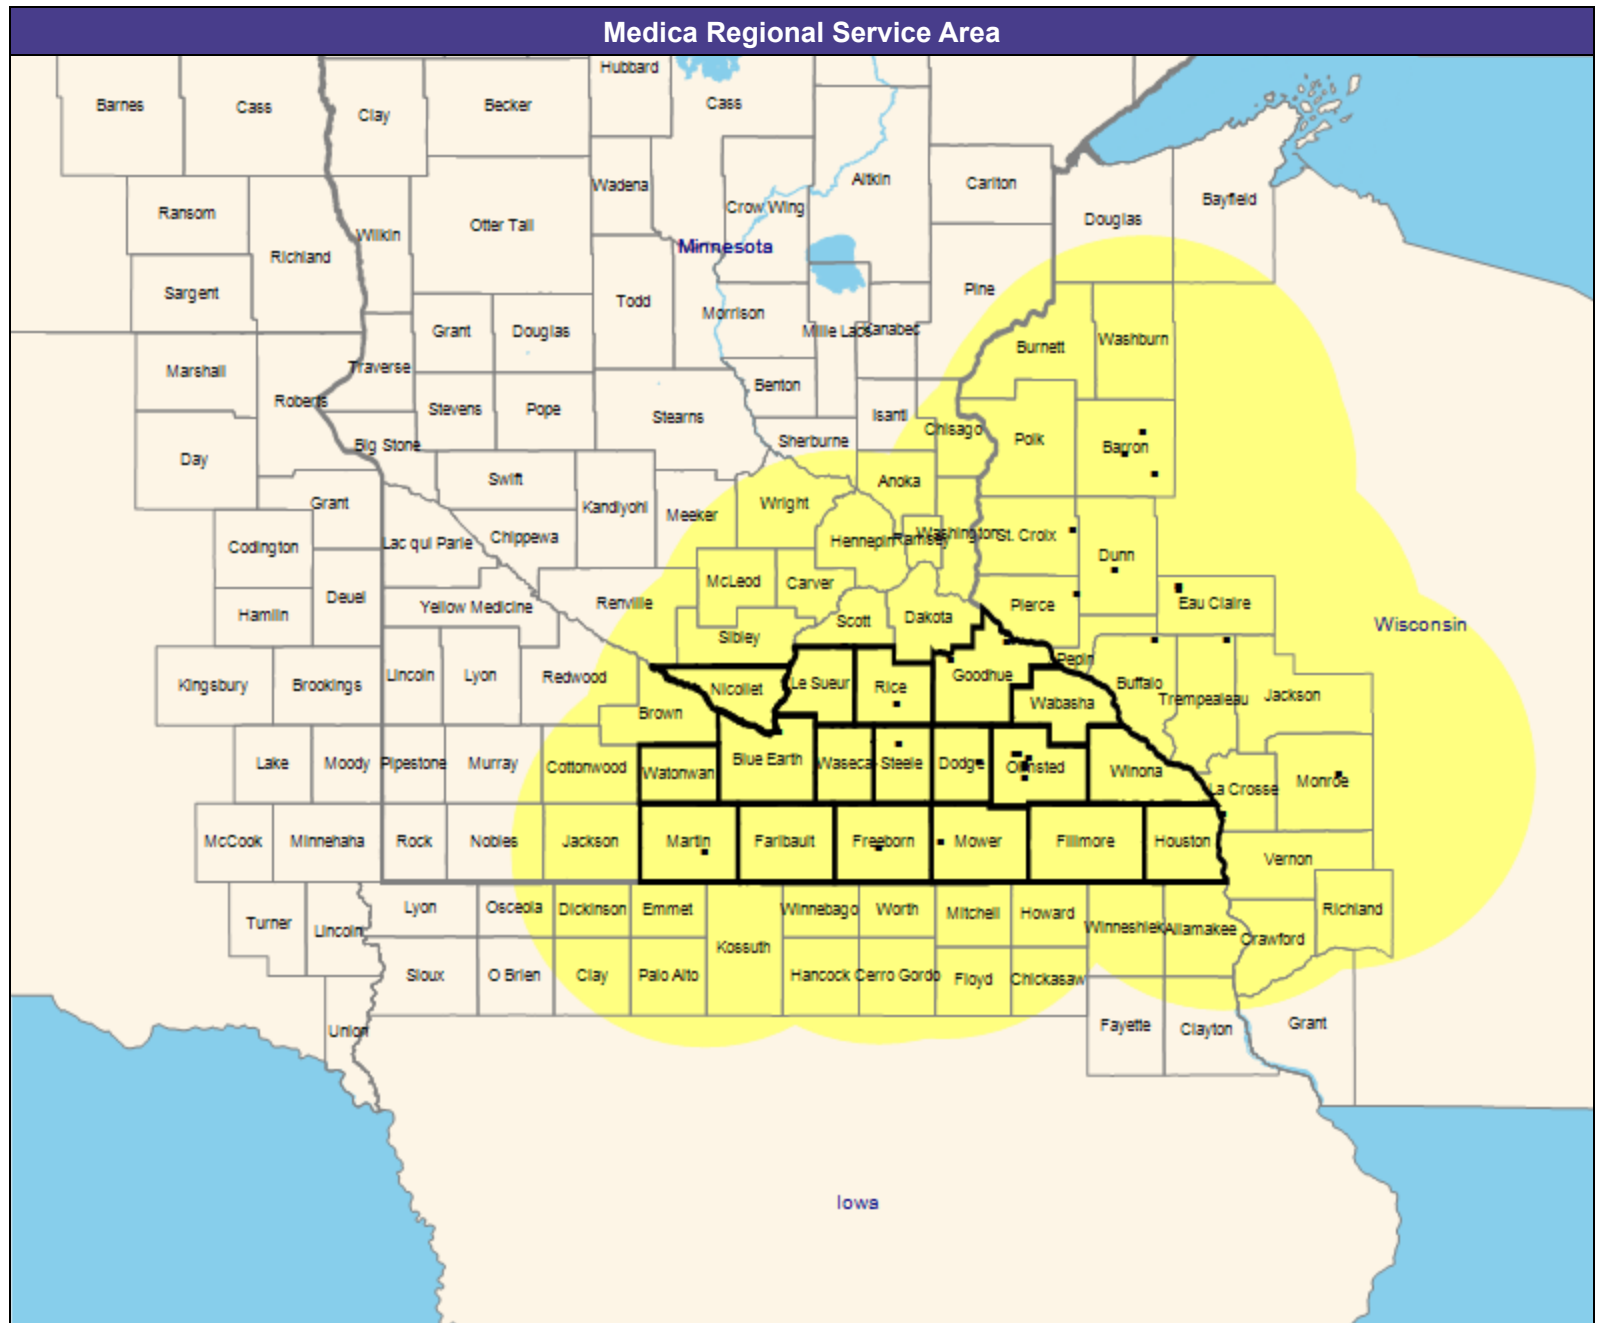 Medica Regional Service Area
Hubbard
Barnes Cass Clay Becker Cass
Wadena Aitkin Carlton
Ransom Crow Wing Douglas Bayfield
Otter Tail
Wilkin
Richland Minnesota
Sargent Todd Pine
Morrison
Grant Douglas Mille Lacs Kanabec
Burnett Washburn
Marshall Traverse
Benton
Roberts Stevens Pope Stearns Isanti
Chisago
Big Stone Sherburne Polk Barron
Day
Swift Anoka
Grant Kandiyohi Meeker Wright
Codington Lac qui Parle Chippewa Hennepin Ramsey Washington St. Croix
Dunn
McLeod Carver
Deuel Renville Pierce Eau Claire
Hamlin Yellow Medicine Scott Dakota
Sibley Wisconsin
Pepin
Kingsbury Brookings Lincoln Lyon Redwood Nicollet Le Sueur Rice Goodhue Buffalo
Wabasha Trempealeau Jackson
Brown
Lake Moody Pipestone Murray Cottonwood Watonwan Blue Earth Waseca Steele Dodge Olmsted Winona
La Crosse Monroe
McCook Minnehaha Rock Nobles Jackson Martin Faribault Freeborn Mower Fillmore Houston
Vernon
Turner Lincoln Lyon Osceola Dickinson Emmet Winnebago Worth Mitchell Howard Richland
Winneshiek Allamakee
Kossuth Crawford
Sioux O Brien Clay Palo Alto Hancock Cerro Gordo Floyd Chickasaw
Union Fayette Clayton Grant
Iowa